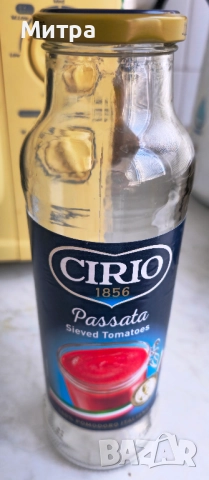 Митра
CIRIO
1856
Passata
Sieved Tomatoes
BAZAR